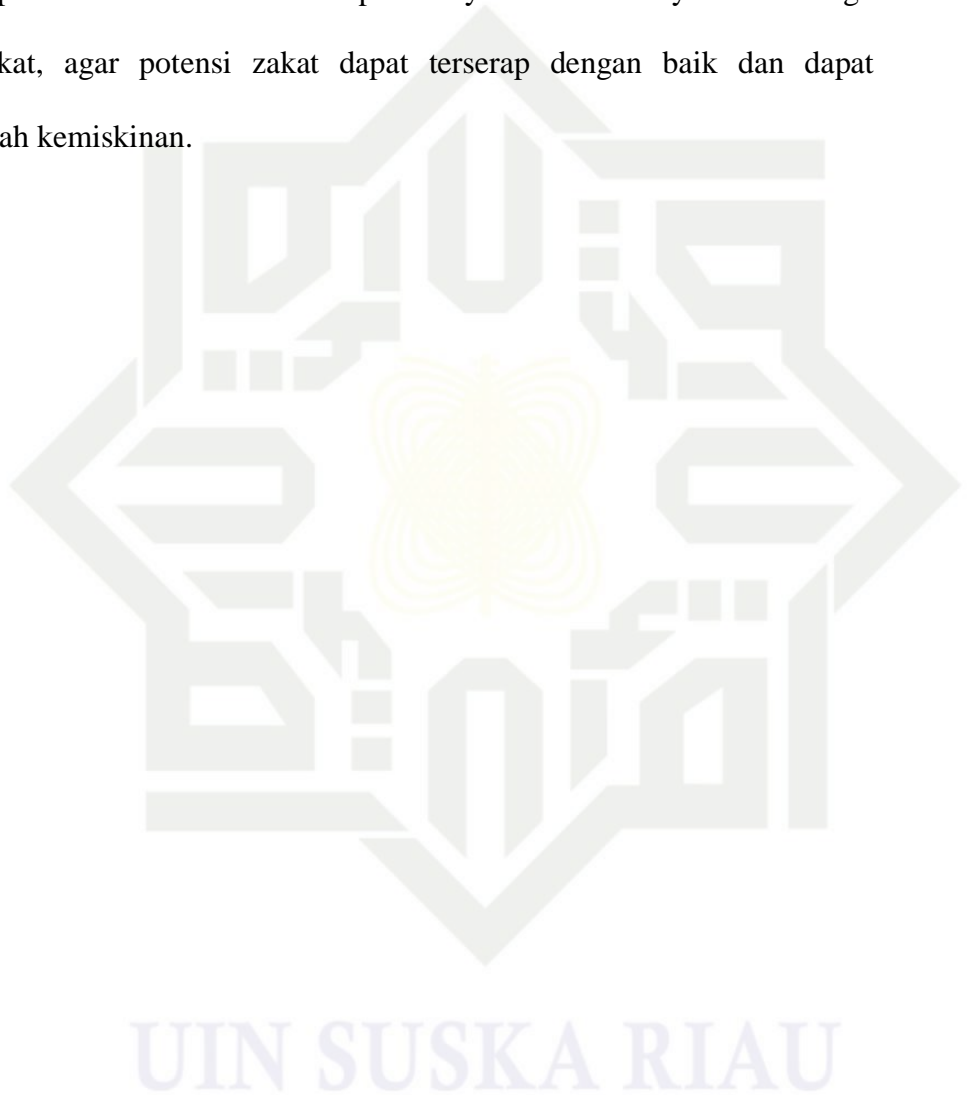 kat, agar potensi zakat dapat terserap dengan baik dan dapat
ah kemiskinan.
UIN SUSKA RIAU